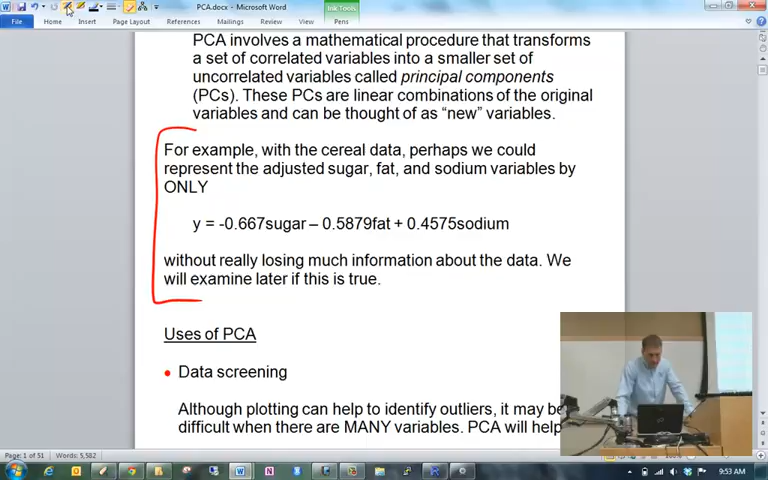 PCA.docx - Microsoft Word
Ink Tools
File
Home
Insert
Page Layout
References
Mailings
Review
View
Pens
PCA involves a mathematical procedure that transforms
a set of correlated variables into a smaller set of
uncorrelated variables called principal components
(PCs). These PCs are linear combinations of the original
variables and can be thought of as “new” variables.
For example, with the cereal data, perhaps we could
represent the adjusted sugar, fat, and sodium variables by
ONLY
y = -0.667sugar – 0.5879fat + 0.4575sodium
without really losing much information about the data. We
will examine later if this is true.
Uses of PCA
• Data screening
Although plotting can help to identify outliers, it may be
difficult when there are MANY variables. PCA will help
Page: 1 of 51
Words: 5,582
9:53 AM